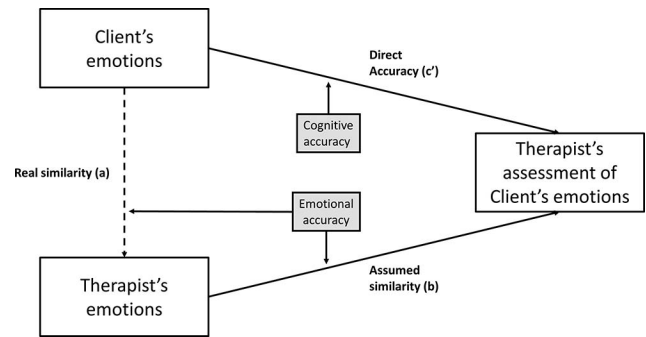 Client's
emotions
Direct
Accuracy (c')
Cognitive
accuracy
Therapist's
assessment of
Client's emotions
Real similarity (a)
Emotional
accuracy
Therapist's
emotions
Assumed
similarity (b)